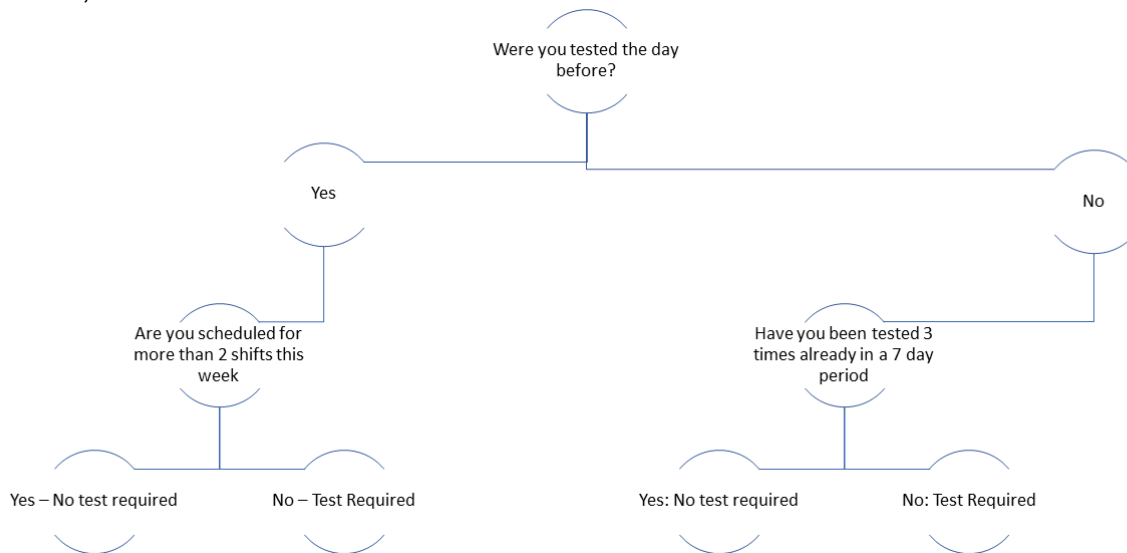 Were you tested the day
before?
Yes
No
Are you scheduled for
more than 2 shifts this
week
Have you been tested 3
times already in a 7 day
period
Yes – No test required
No – Test Required
Yes: No test required
No: Test Required